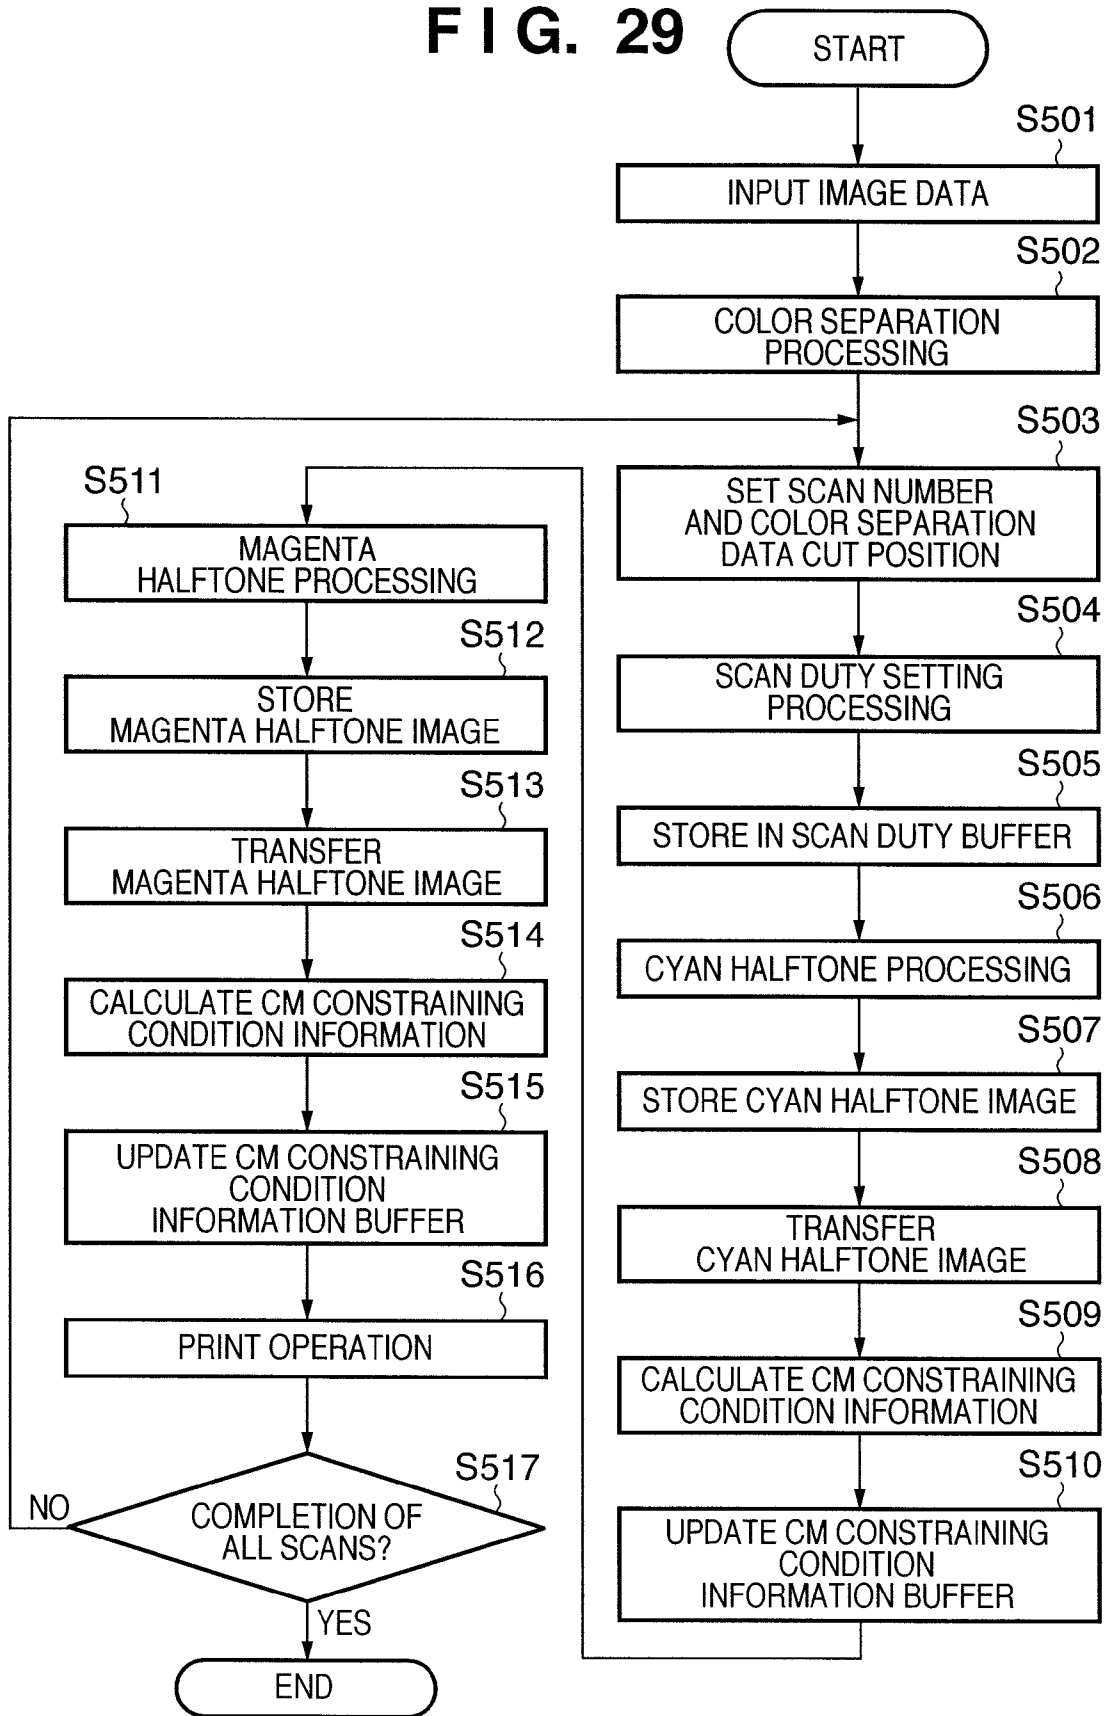 FIG. 29
START
S501
INPUT IMAGE DATA
S502
COLOR SEPARATION
PROCESSING
S503
SET SCAN NUMBER
AND COLOR SEPARATION
DATA CUT POSITION
S504
SCAN DUTY SETTING
PROCESSING
S505
STORE IN SCAN DUTY BUFFER
S506
CYAN HALFTONE PROCESSING
S507
STORE CYAN HALFTONE IMAGE
S508
TRANSFER
CYAN HALFTONE IMAGE
S509
CALCULATE CM CONSTRAINING
CONDITION INFORMATION
S510
UPDATE CM CONSTRAINING
CONDITION
INFORMATION BUFFER
S511
MAGENTA
HALFTONE PROCESSING
S512
STORE
MAGENTA HALFTONE IMAGE
S513
TRANSFER
MAGENTA HALFTONE IMAGE
S514
CALCULATE CM CONSTRAINING
CONDITION INFORMATION
S515
UPDATE CM CONSTRAINING
CONDITION
INFORMATION BUFFER
S516
PRINT OPERATION
S517
COMPLETION OF
ALL SCANS?
NO
YES
END